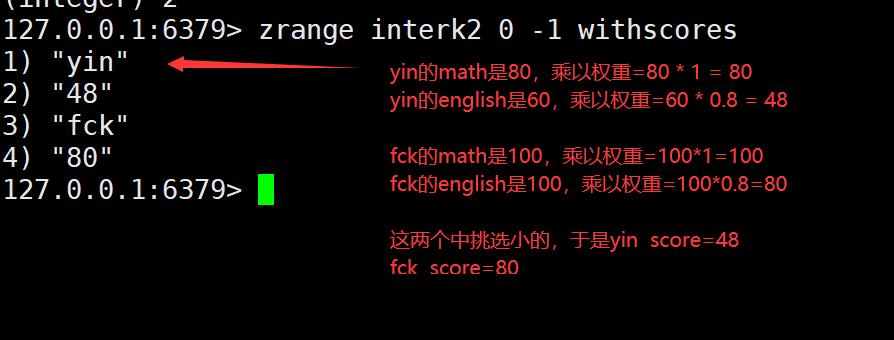 (integer) 2
127.0.0.1:6379> zrange interk2 0 -1 withscores
1) "yin"
2) "48"
3) "fck"
4) "80"
127.0.0.1:6379>
yin的math是80，乘以权重=80 * 1 = 80
yin的english是60，乘以权重=60 * 0.8 = 48
fck的math是100，乘以权重=100*1=100
fck的english是100，乘以权重=100*0.8=80
这两个中挑选小的，于是yin score=48
fck score=80